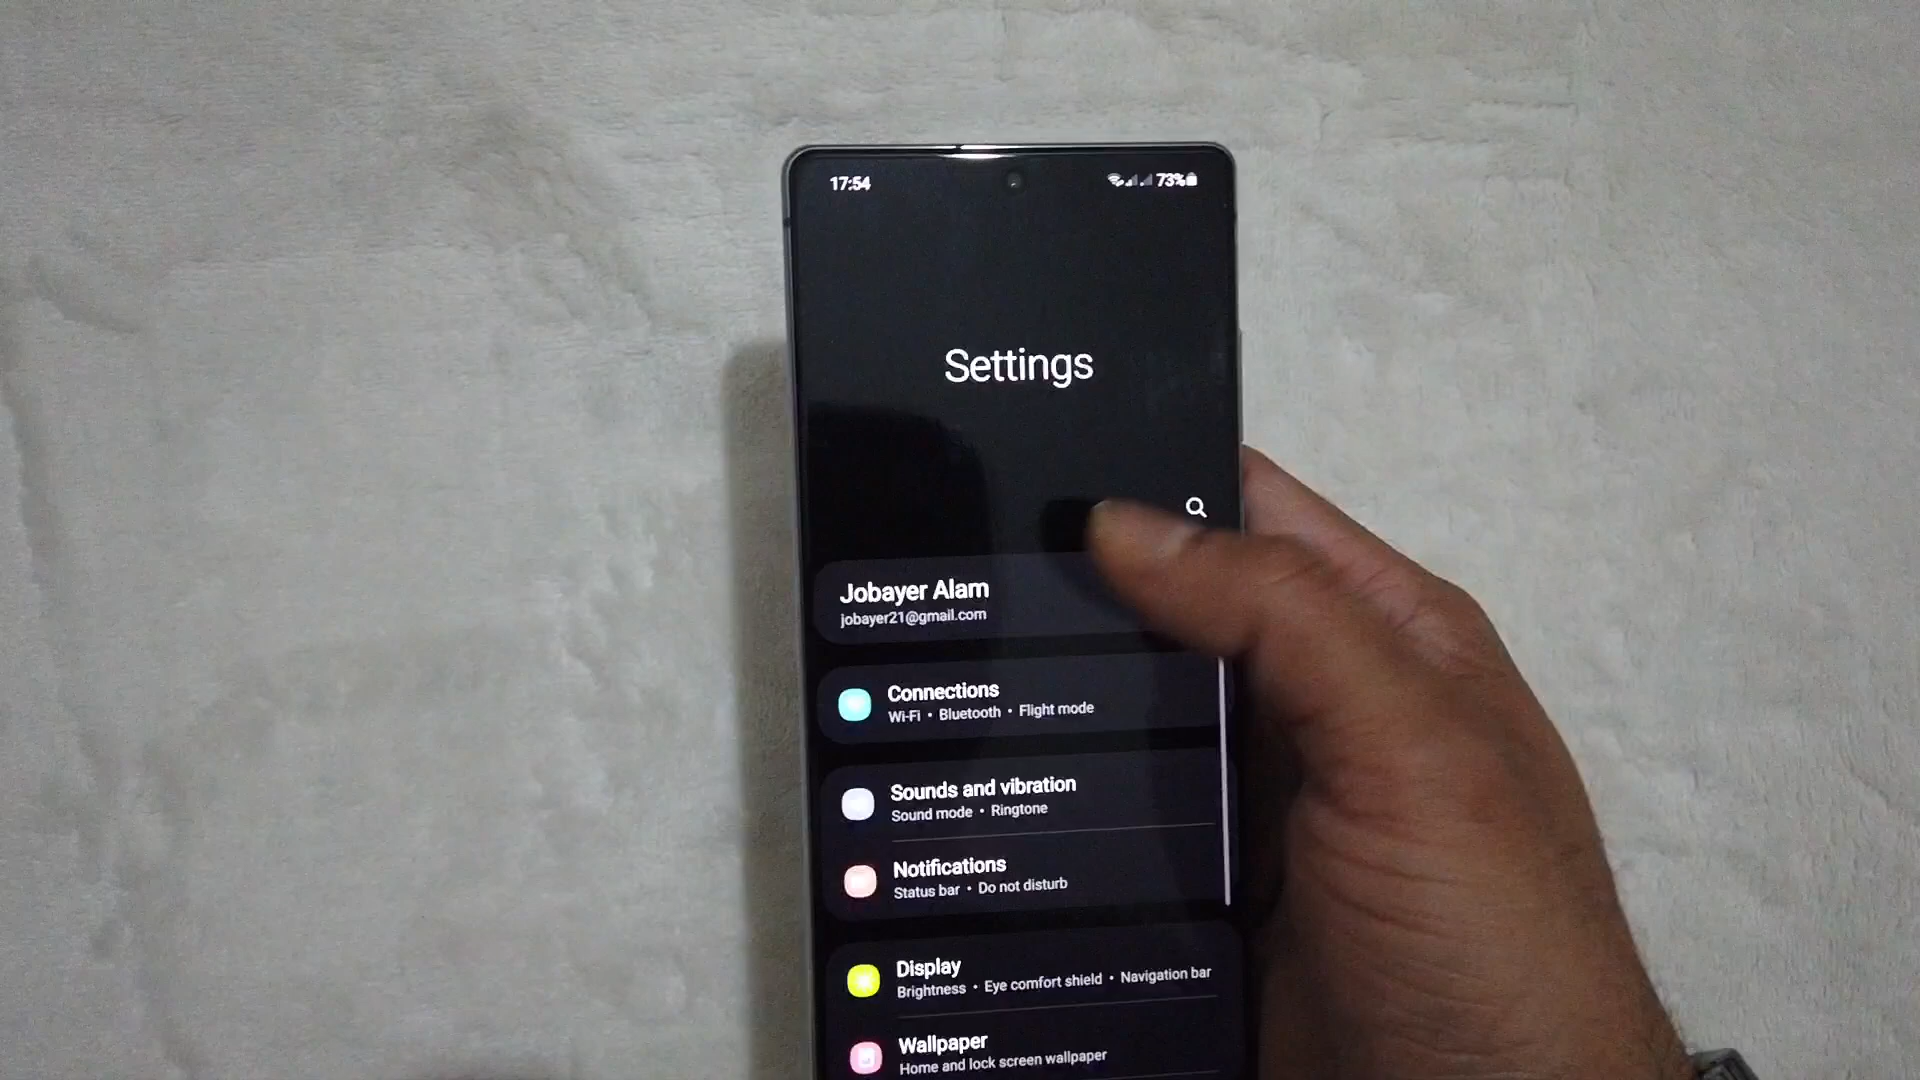 17:54
73%
Settings
Jobayer Alam
jobayer21@gmail.com
Connections
Wi-Fi • Bluetooth • Flight mode
Sounds and vibration
Sound mode • Ringtone
Notifications
Status bar • Do not disturb
Display
Brightness • Eye comfort shield • Navigation bar
Wallpaper
Home and lock screen wallpaper